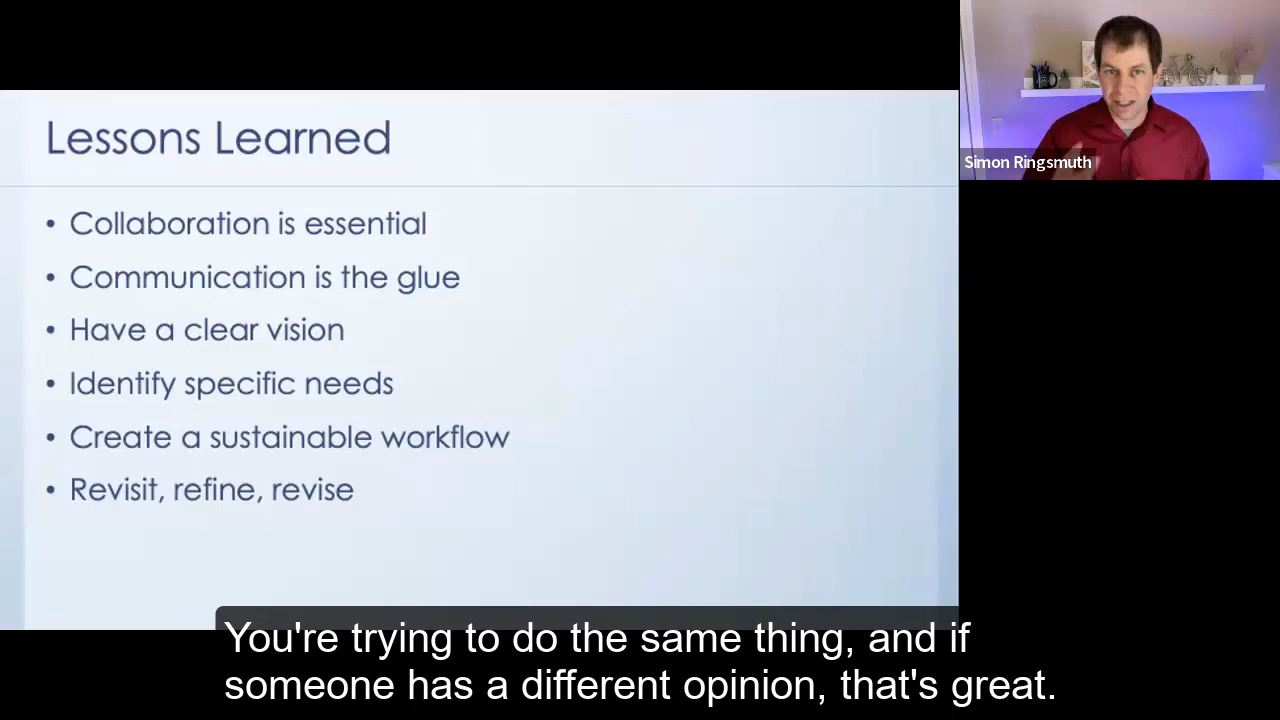 Lessons Learned
• Collaboration is essential
• Communication is the glue
• Have a clear vision
• Identify specific needs
• Create a sustainable workflow
• Revisit, refine, revise
Simon Ringsmuth
You're trying to do the same thing, and if
someone has a different opinion, that's great.